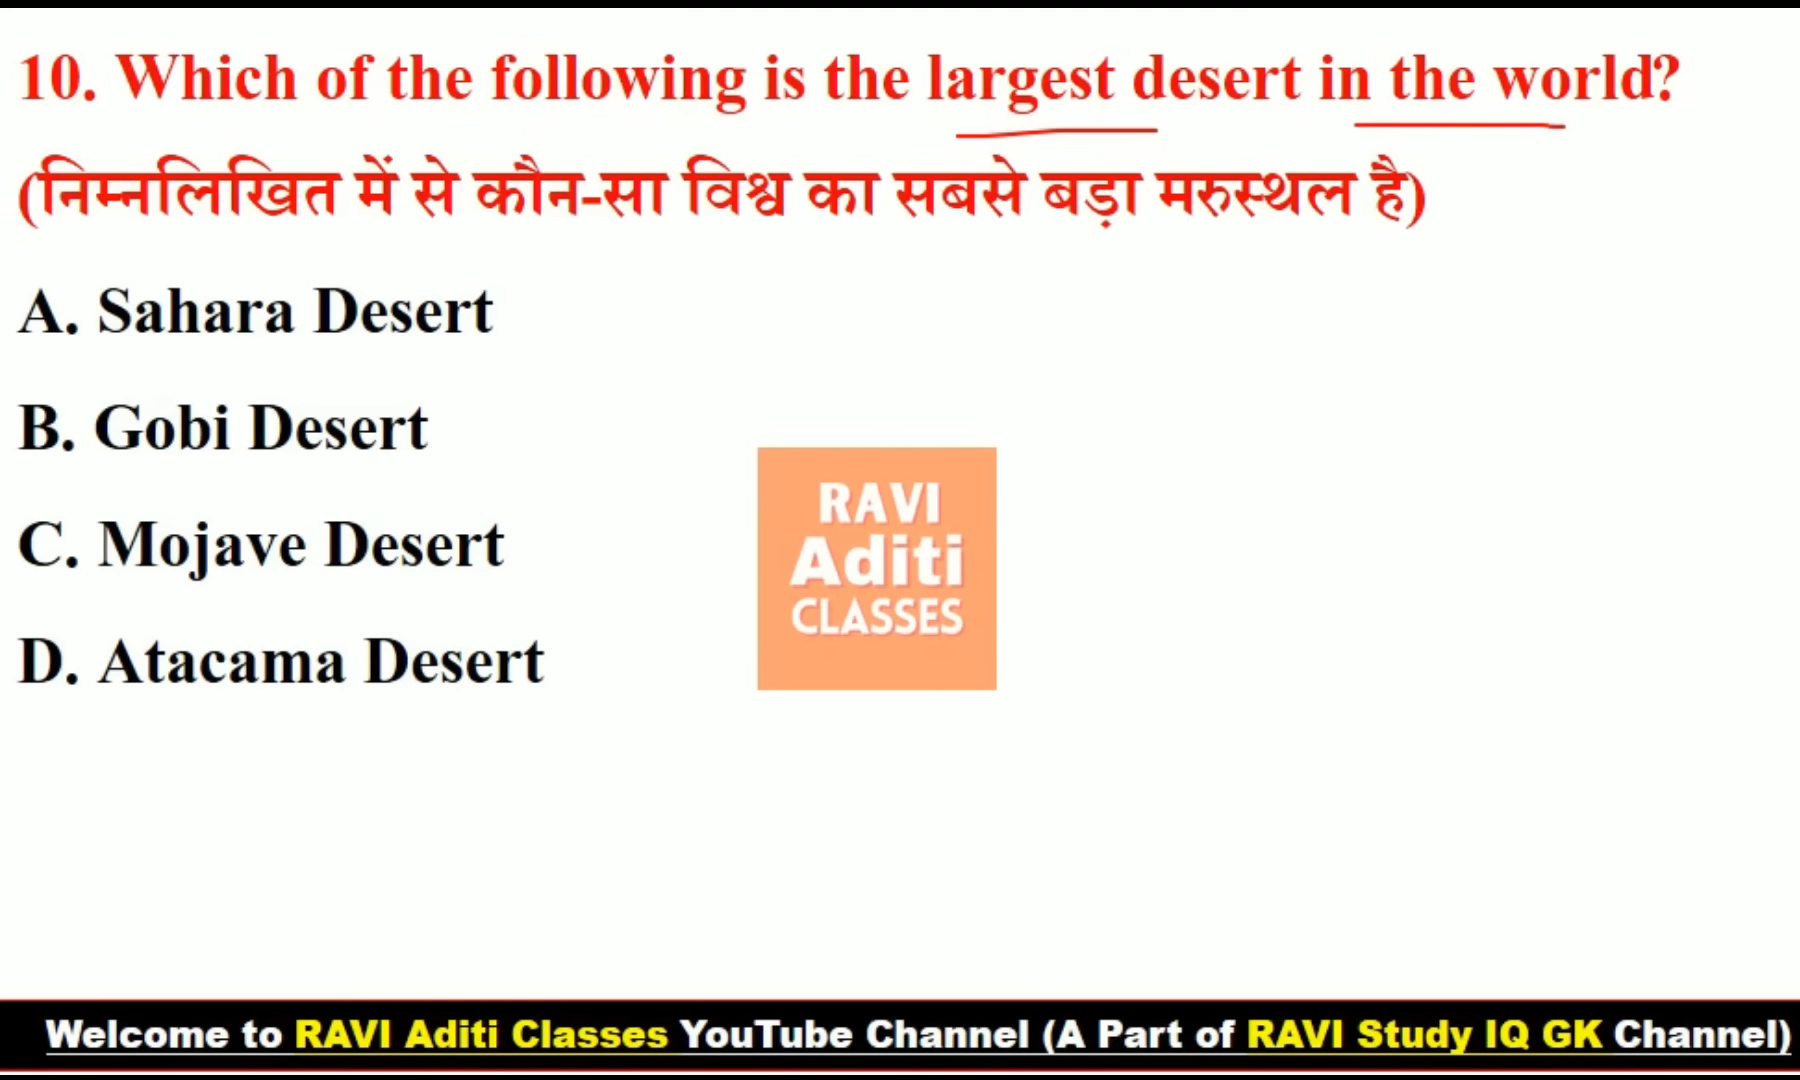 10. Which of the following is the largest desert in the world?
(निम्नलिखित में से कौन-सा विश्व का सबसे बड़ा मरुस्थल है)
A. Sahara Desert
B. Gobi Desert
C. Mojave Desert
D. Atacama Desert
RAVI
Aditi
CLASSES
Welcome to RAVI Aditi Classes YouTube Channel (A Part of RAVI Study IQ GK Channel)